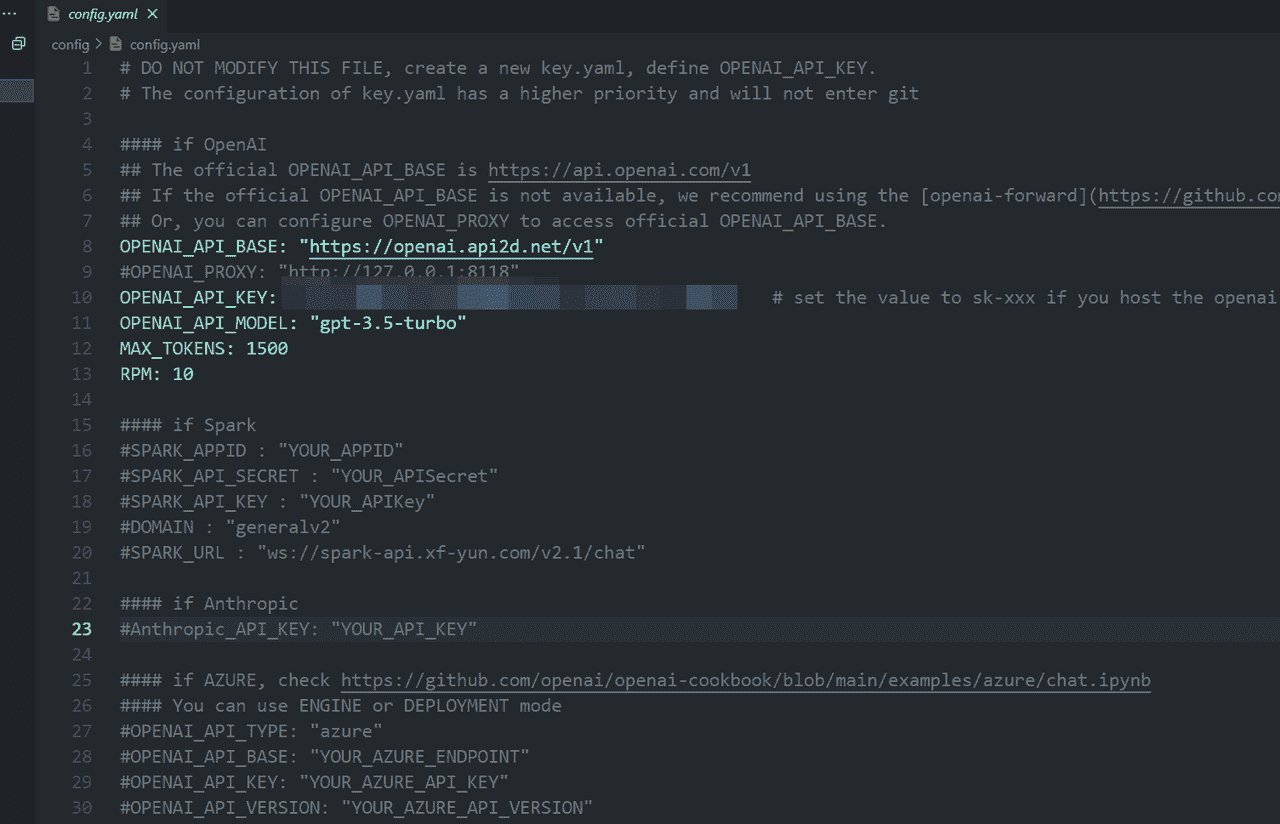 config.yaml
config > config.yaml
1 # DO NOT MODIFY THIS FILE, create a new key.yaml, define OPENAI_API_KEY.
2 # The configuration of key.yaml has a higher priority and will not enter git
3
4 #### if OpenAI
5 ## The official OPENAI_API_BASE is https://api.openai.com/v1
6 ## If the official OPENAI_API_BASE is not available, we recommend using the [openai-forward](https://github.co
7 ## Or, you can configure OPENAI_PROXY to access official OPENAI_API_BASE.
8 OPENAI_API_BASE: "https://openai.api2d.net/v1"
9 #OPENAI_PROXY: "http://127.0.0.1:8118"
10 OPENAI_API_KEY: # set the value to sk-xxx if you host the openai
11 OPENAI_API_MODEL: "gpt-3.5-turbo"
12 MAX_TOKENS: 1500
13 RPM: 10
14
15 #### if Spark
16 #SPARK_APPID : "YOUR_APPID"
17 #SPARK_API_SECRET : "YOUR_APISecret"
18 #SPARK_API_KEY : "YOUR_APIKey"
19 #DOMAIN : "generalv2"
20 #SPARK_URL : "ws://spark-api.xf-yun.com/v2.1/chat"
21
22 #### if Anthropic
23 #Anthropic_API_KEY: "YOUR_API_KEY"
24
25 #### if AZURE, check https://github.com/openai/openai-cookbook/blob/main/examples/azure/chat.ipynb
26 #### You can use ENGINE or DEPLOYMENT mode
27 #OPENAI_API_TYPE: "azure"
28 #OPENAI_API_BASE: "YOUR_AZURE_ENDPOINT"
29 #OPENAI_API_KEY: "YOUR_AZURE_API_KEY"
30 #OPENAI_API_VERSION: "YOUR_AZURE_API_VERSION"